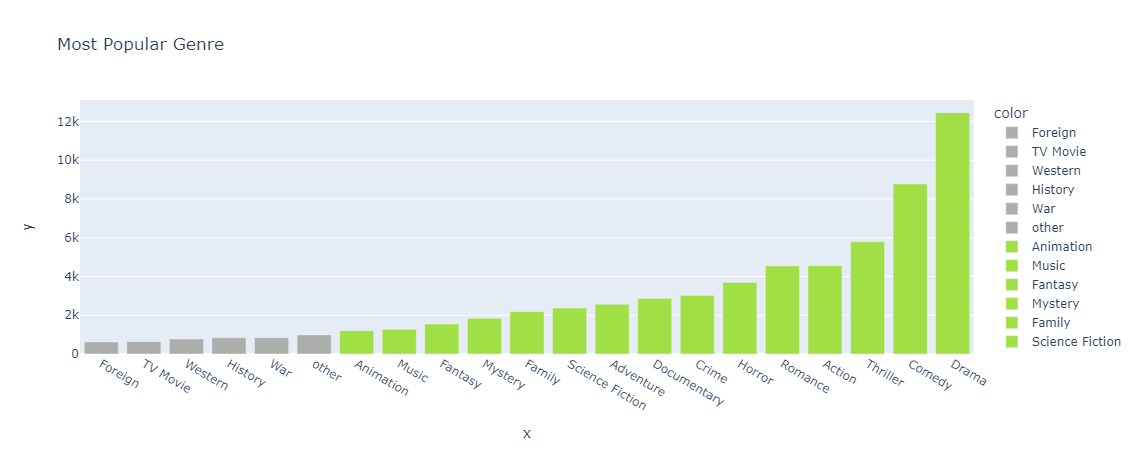 Most Popular Genre
color
Foreign
TV Movie
Western
History
War
other
Animation
Music
Fantasy
Mystery
Family
Science Fiction
y
12k
10k
8k
6k
4k
2k
0
Foreign
TV Movie
Western
History
War
other
Animation
Music
Fantasy
Mystery
Family
Science Fiction
Adventure
Documentary
Crime
Horror
Romance
Action
Thriller
Comedy
Drama
x